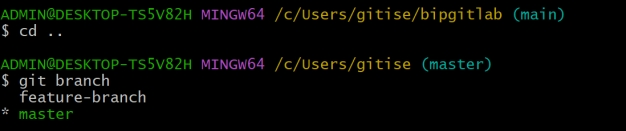 ADMIN@DESKTOP-TS5V82H MINGW64 /c/Users/gitise/bipgitlab (main)
$ cd ..
ADMIN@DESKTOP-TS5V82H MINGW64 /c/Users/gitise (master)
$ git branch
  feature-branch
* master